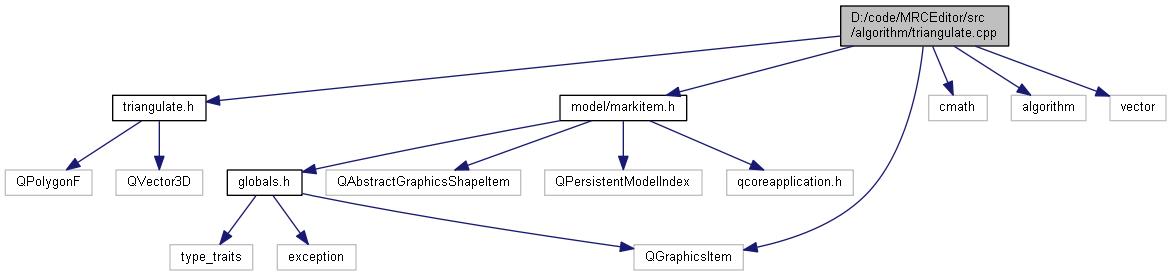 D:/code/MRCEditor/src
/algorithm/triangulate.cpp
triangulate.h
model/markitem.h
cmath
algorithm
vector
QPolygonF
QVector3D
globals.h
QAbstractGraphicsShapeItem
QPersistentModelIndex
qcoreapplication.h
type_traits
exception
QGraphicsItem